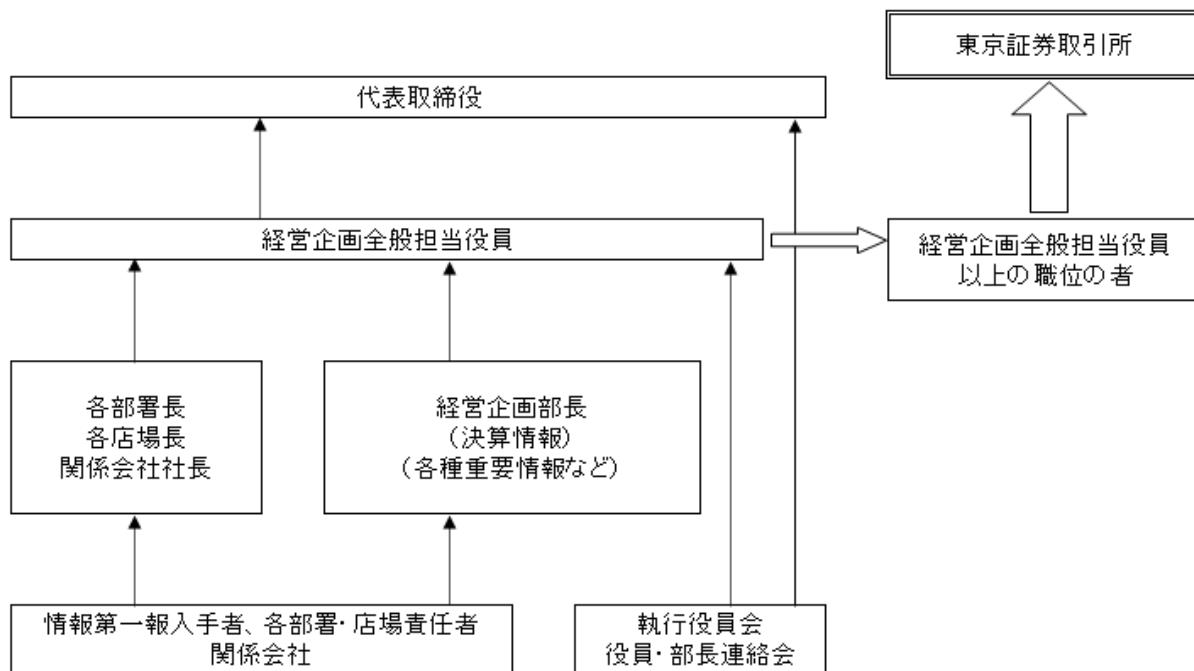 東京証券取引所
代表取締役
経営企画全般担当役員
経営企画全般担当役員
以上の職位の者
各部署長
各店場長
関係会社社長
経営企画部長
(決算情報)
(各種重要情報など)
情報第一報入手者、各部署・店場責任者
関係会社
執行役員会
役員・部長連絡会